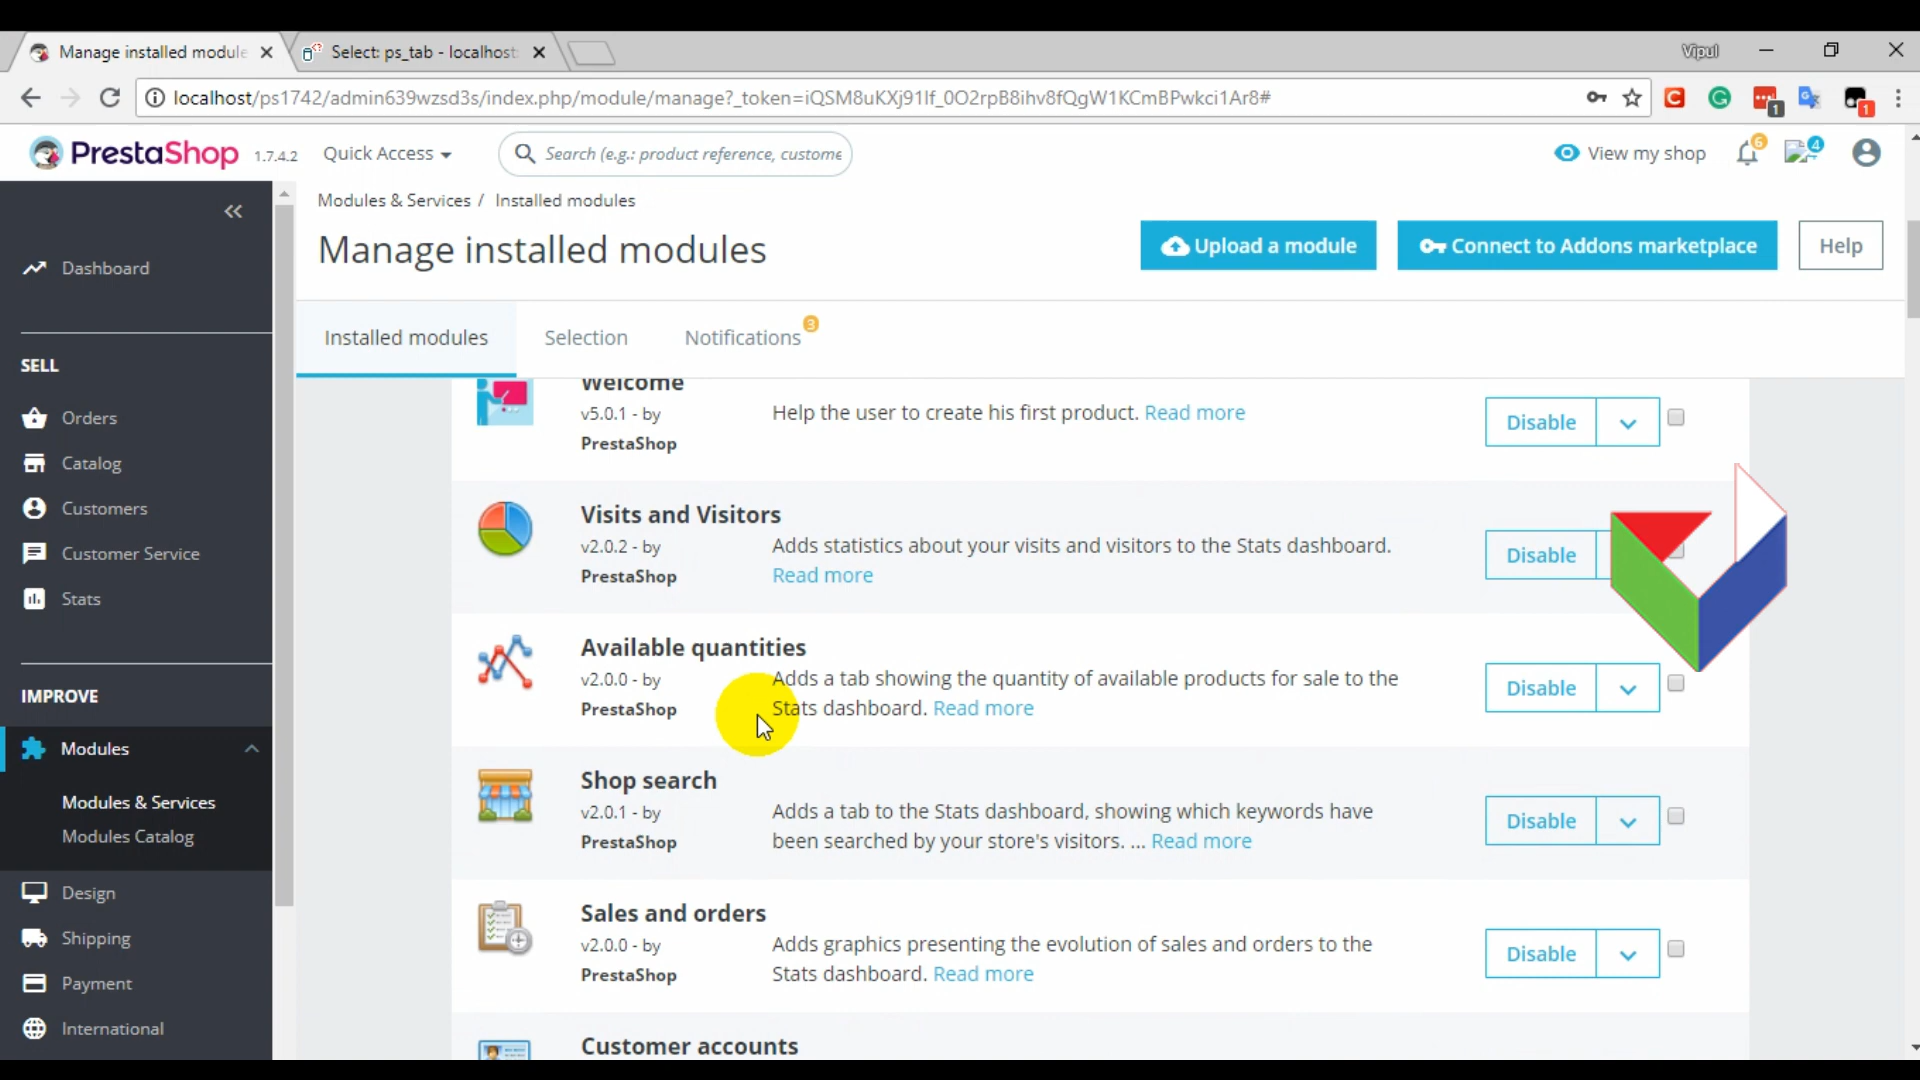 Manage installed module
Select: ps_tab - localhost:
Vipul
localhost/ps1742/admin639wzsd3s/index.php/module/manage?_token=iQSM8uKXj91lf_0O2rpB8ihv8fQgW1KCmBPwkci1Ar8#
1
1
PrestaShop 1.7.4.2
Quick Access
Search (e.g.: product reference, custome
View my shop
6
4
Modules & Services / Installed modules
Manage installed modules
Upload a module
Connect to Addons marketplace
Help
Installed modules
Selection
Notifications
3
Dashboard
SELL
Orders
Catalog
Customers
Customer Service
Stats
IMPROVE
Modules
Modules & Services
Modules Catalog
Design
Shipping
Payment
International
Welcome
v5.0.1 - by
PrestaShop
Help the user to create his first product. Read more
Disable
Visits and Visitors
v2.0.2 - by
PrestaShop
Adds statistics about your visits and visitors to the Stats dashboard.
Read more
Disable
Available quantities
v2.0.0 - by
PrestaShop
Adds a tab showing the quantity of available products for sale to the
Stats dashboard. Read more
Disable
Shop search
v2.0.1 - by
PrestaShop
Adds a tab to the Stats dashboard, showing which keywords have
been searched by your store's visitors. ... Read more
Disable
Sales and orders
v2.0.0 - by
PrestaShop
Adds graphics presenting the evolution of sales and orders to the
Stats dashboard. Read more
Disable
Customer accounts